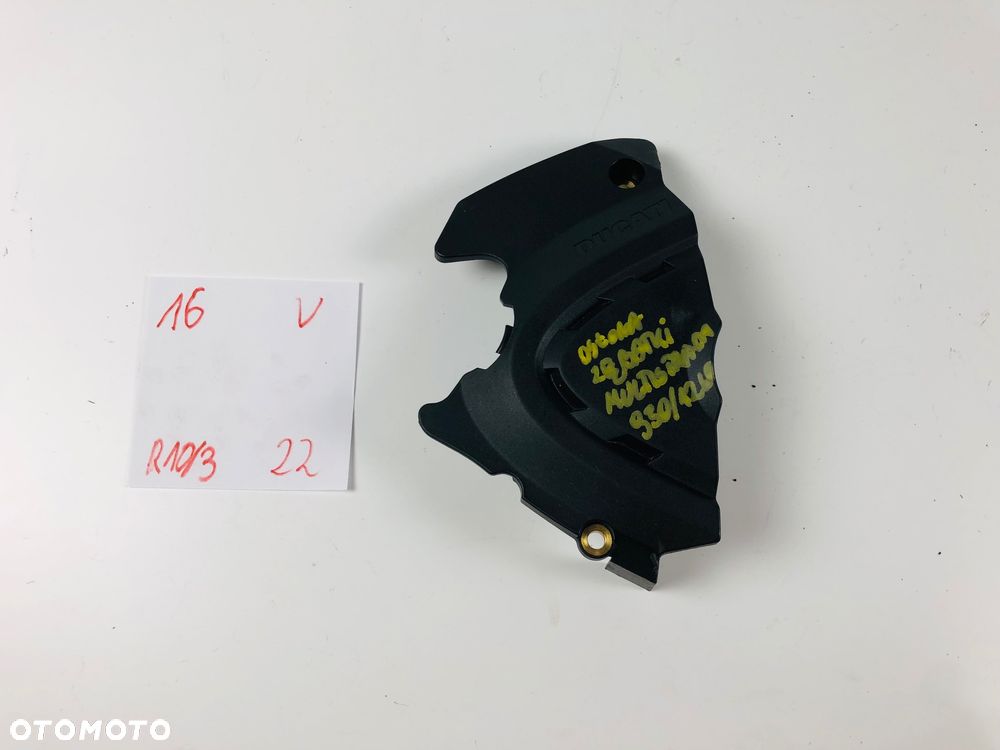 16 V
R10/3 22
DUCATI
OSŁONA
ZĘBATKI
MULTISTRADA
950/1260
OTOMOTO